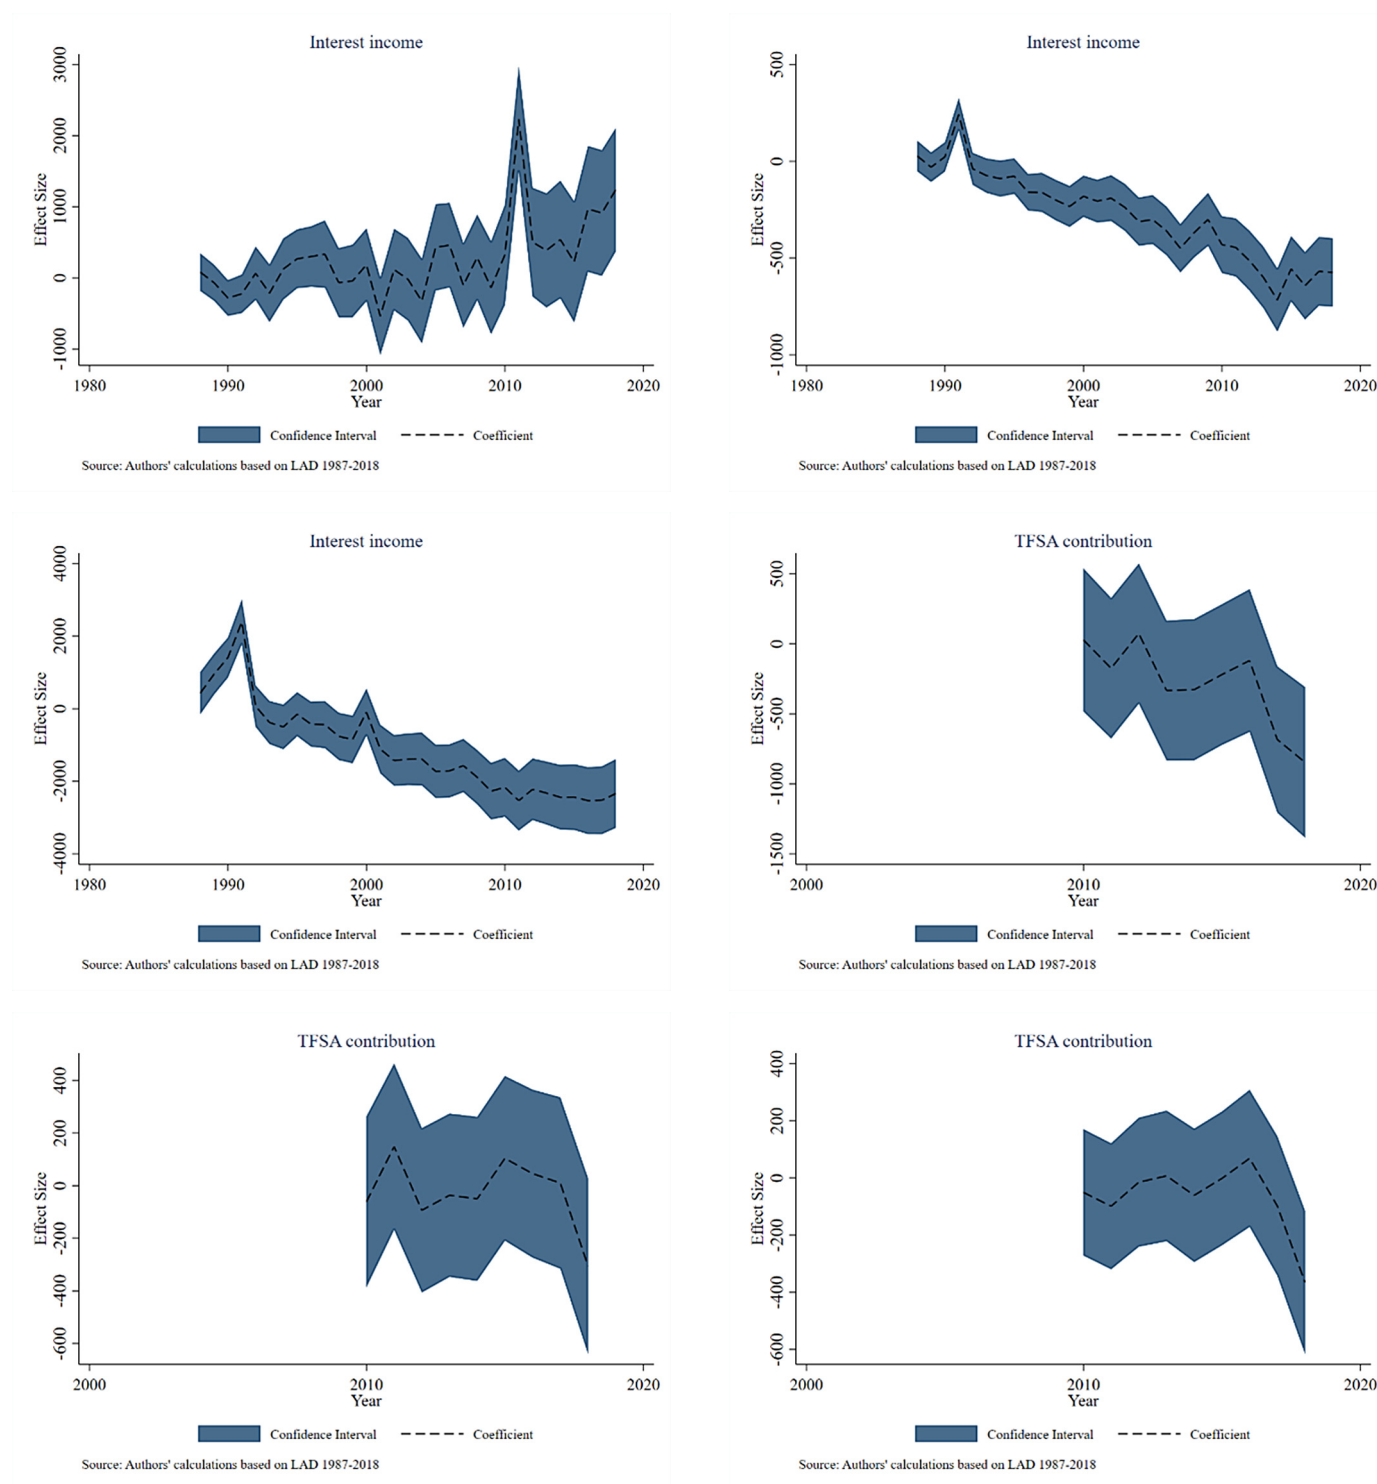 Interest income
3000
2000
1000
0
-1000
Effect Size
1980 1990 2000 2010 2020
Year
Confidence Interval Coefficient
Source: Authors' calculations based on LAD 1987-2018
Interest income
500
0
-500
-1000
Effect Size
1980 1990 2000 2010 2020
Year
Confidence Interval Coefficient
Source: Authors' calculations based on LAD 1987-2018
Interest income
4000
2000
0
-2000
-4000
Effect Size
1980 1990 2000 2010 2020
Year
Confidence Interval Coefficient
Source: Authors' calculations based on LAD 1987-2018
TFSA contribution
500
0
-500
-1000
-1500
Effect Size
2000 2010 2020
Year
Confidence Interval Coefficient
Source: Authors' calculations based on LAD 1987-2018
TFSA contribution
400
200
0
-200
-400
-600
Effect Size
2000 2010 2020
Year
Confidence Interval Coefficient
Source: Authors' calculations based on LAD 1987-2018
TFSA contribution
400
200
0
-200
-400
-600
Effect Size
2000 2010 2020
Year
Confidence Interval Coefficient
Source: Authors' calculations based on LAD 1987-2018